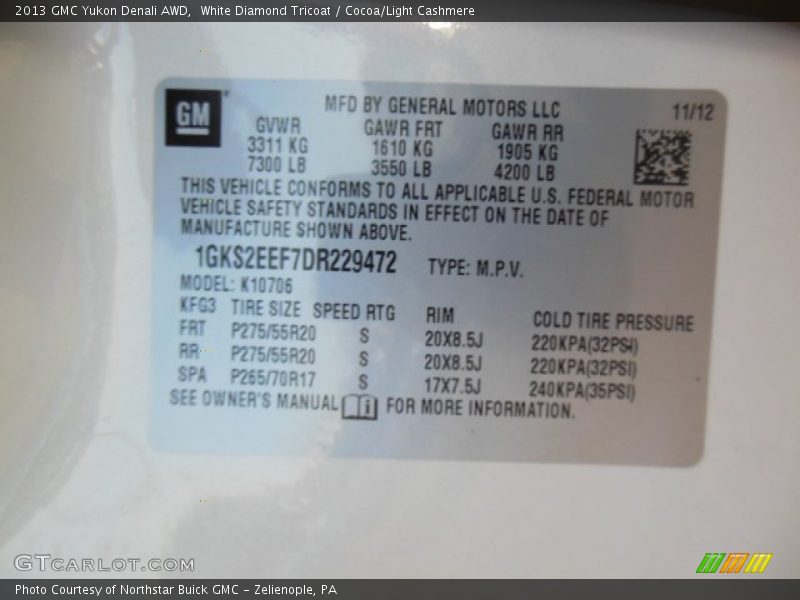 2013 GMC Yukon Denali AWD,  White Diamond Tricoat / Cocoa/Light Cashmere
GM
MFD BY GENERAL MOTORS LLC 11/12
GVWR GAWR FRT GAWR RR
3311 KG 1610 KG 1905 KG
7300 LB 3550 LB 4200 LB
THIS VEHICLE CONFORMS TO ALL APPLICABLE U.S. FEDERAL MOTOR
VEHICLE SAFETY STANDARDS IN EFFECT ON THE DATE OF
MANUFACTURE SHOWN ABOVE.
1GKS2EEF7DR229472 TYPE: M.P.V.
MODEL: K10706
KFG3 TIRE SIZE SPEED RTG RIM COLD TIRE PRESSURE
FRT P275/55R20 S 20X8.5J 220KPA(32PSI)
RR P275/55R20 S 20X8.5J 220KPA(32PSI)
SPA P265/70R17 S 17X7.5J 240KPA(35PSI)
SEE OWNER'S MANUAL i FOR MORE INFORMATION.
GTCARLOT.COM
Photo Courtesy of Northstar Buick GMC - Zelienople, PA